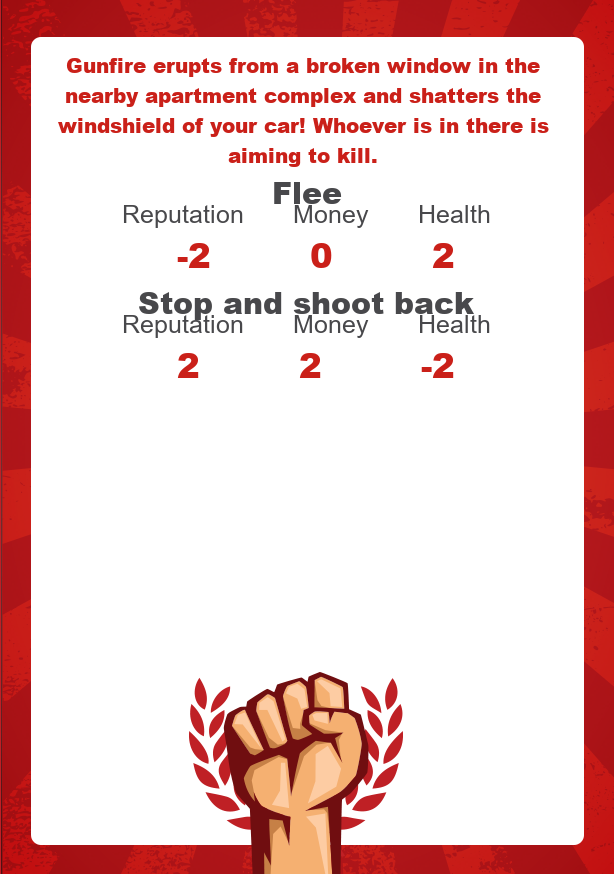 Gunfire erupts from a broken window in the
nearby apartment complex and shatters the
windshield of your car! Whoever is in there is
aiming to kill.
Flee
Reputation Money Health
-2 0 2
Stop and shoot back
Reputation Money Health
2 2 -2